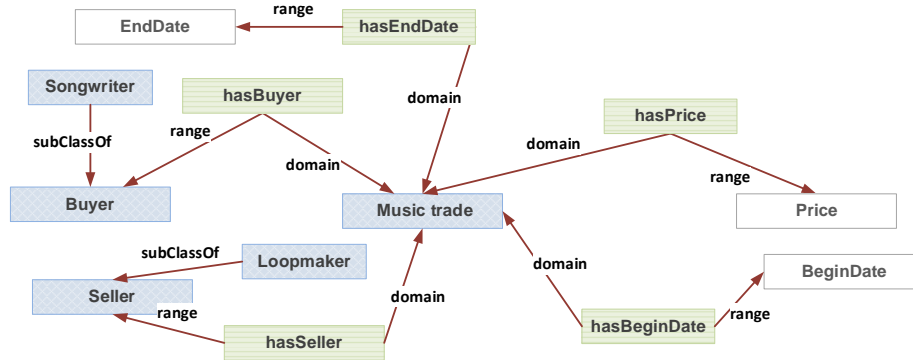 EndDate
range
hasEndDate
Songwriter
hasBuyer
domain
hasPrice
subClassOf
range
domain
domain
range
Buyer
Music trade
Price
subClassOf
Loopmaker
domain
BeginDate
Seller
range
domain
hasSeller
hasBeginDate
range